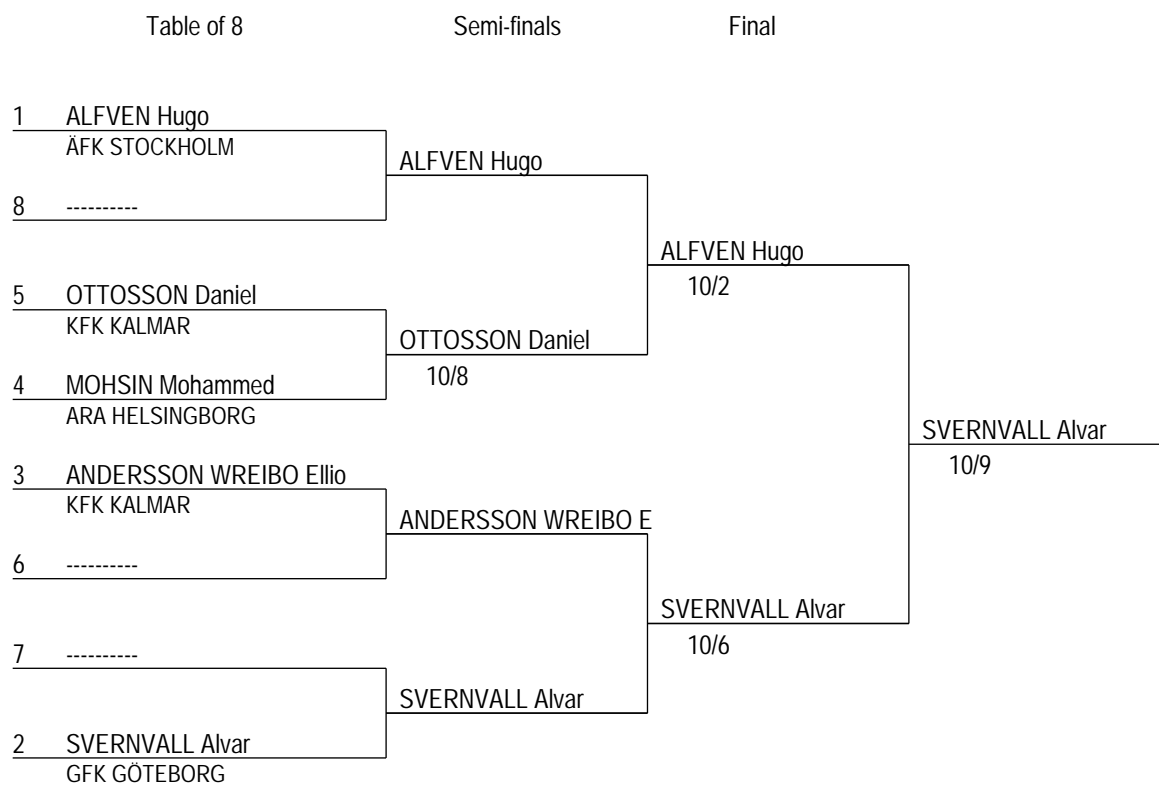 Table of 8 Semi-finals Final
1 ALFVEN Hugo
ÄFK STOCKHOLM
ALFVEN Hugo
8 ----------
ALFVEN Hugo
10/2
5 OTTOSSON Daniel
KFK KALMAR
OTTOSSON Daniel
10/8
4 MOHSIN Mohammed
ARA HELSINGBORG
SVERNVALL Alvar
10/9
3 ANDERSSON WREIBO Ellio
KFK KALMAR
ANDERSSON WREIBO E
6 ----------
SVERNVALL Alvar
10/6
7 ----------
SVERNVALL Alvar
2 SVERNVALL Alvar
GFK GÖTEBORG